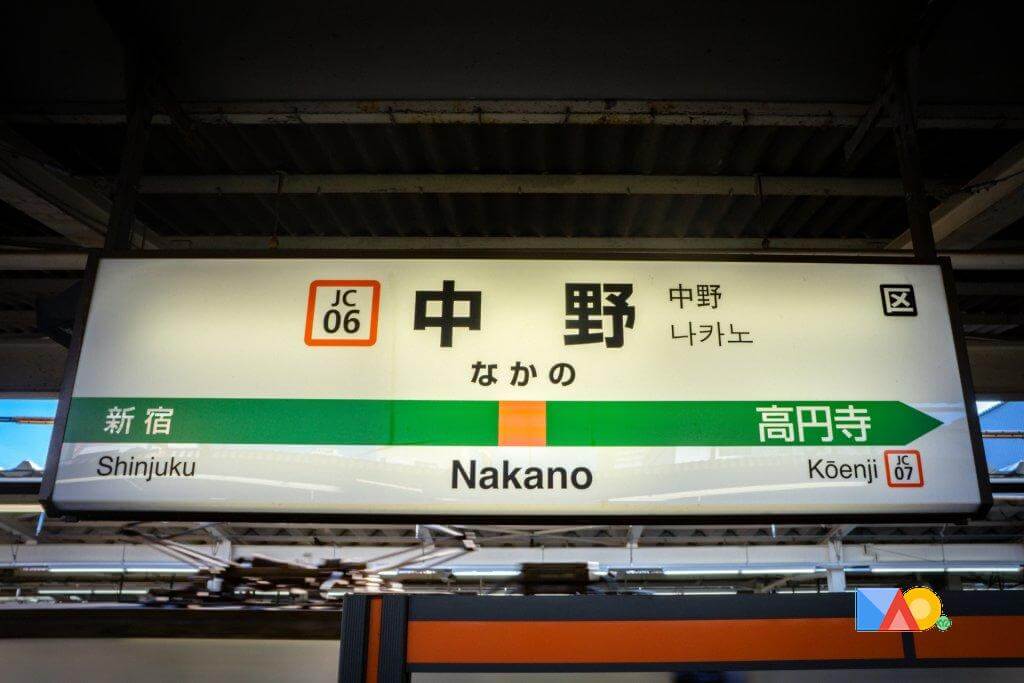 JC
06
中野
中野
나카노
区
なかの
新宿
高円寺
Shinjuku
Nakano
Kōenji
JC
07